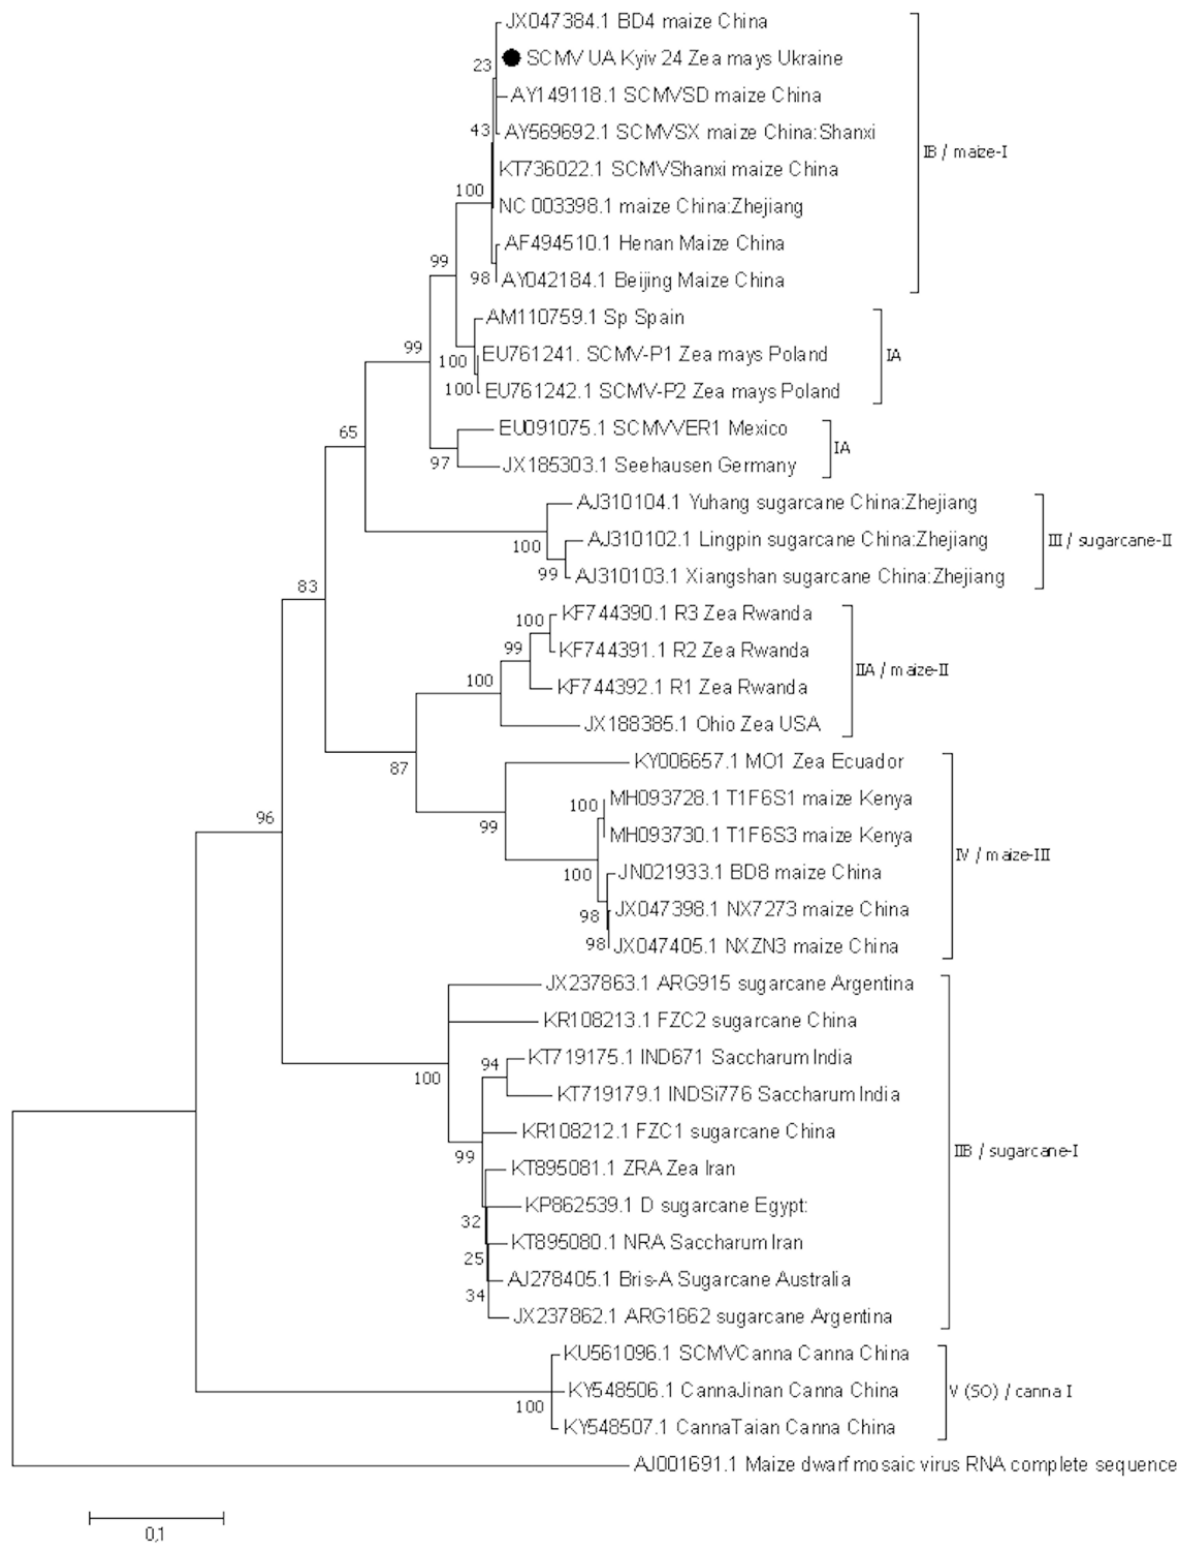 JX047384.1 BD4 maize China
23
SCMV UA Kyiv 24 Zea mays Ukraine
AY149118.1 SCMVSD maize China
43
AY569692.1 SCMVSX maize China:Shanxi
IB / maize-I
KT736022.1 SCMVShanxi maize China
100
NC 003398.1 maize China:Zhejiang
AF494510.1 Henan Maize China
99
98
AY042184.1 Beijing Maize China
AM110759.1 Sp Spain
99
100
EU761241. SCMV-P1 Zea mays Poland
IA
100
EU761242.1 SCMV-P2 Zea mays Poland
EU091075.1 SCMVVER1 Mexico
65
IA
97
JX185303.1 Seehausen Germany
AJ310104.1 Yuhang sugarcane China:Zhejiang
100
AJ310102.1 Lingpin sugarcane China:Zhejiang
III / sugarcane-II
99
AJ310103.1 Xiangshan sugarcane China:Zhejiang
83
KF744390.1 R3 Zea Rwanda
100
99
KF744391.1 R2 Zea Rwanda
IIA / maize-II
100
KF744392.1 R1 Zea Rwanda
JX188385.1 Ohio Zea USA
87
KY006657.1 MO1 Zea Ecuador
100
MH093728.1 T1F6S1 maize Kenya
96
99
MH093730.1 T1F6S3 maize Kenya
IV / maize-III
100
JN021933.1 BD8 maize China
98
JX047398.1 NX7273 maize China
98
JX047405.1 NXZN3 maize China
JX237863.1 ARG915 sugarcane Argentina
KR108213.1 FZC2 sugarcane China
94
KT719175.1 IND671 Saccharum India
100
KT719179.1 INDSi776 Saccharum India
KR108212.1 FZC1 sugarcane China
99
IIB / sugarcane-I
KT895081.1 ZRA Zea Iran
KP862539.1 D sugarcane Egypt:
32
KT895080.1 NRA Saccharum Iran
25
AJ278405.1 Bris-A Sugarcane Australia
34
JX237862.1 ARG1662 sugarcane Argentina
KU561096.1 SCMVCanna Canna China
KY548506.1 CannaJinan Canna China
V (SO) / canna I
100
KY548507.1 CannaTaian Canna China
AJ001691.1 Maize dwarf mosaic virus RNA complete sequence
0,1